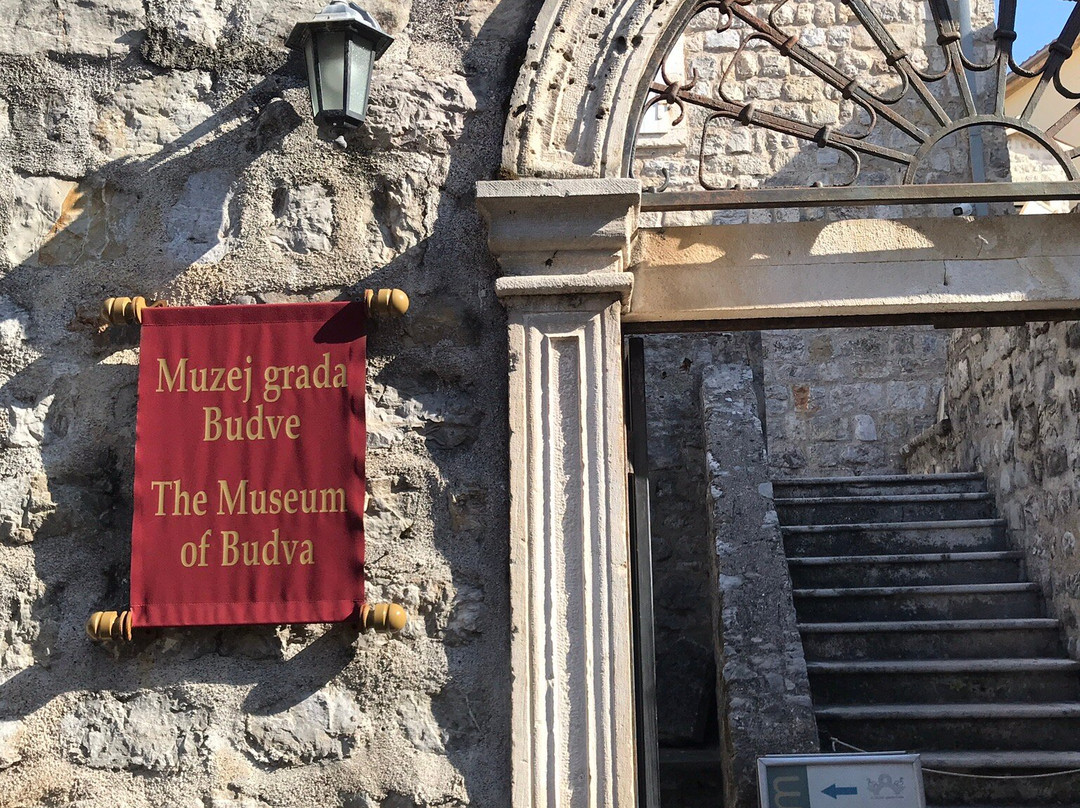 Muzej grada
Budve
The Museum
of Budva
m